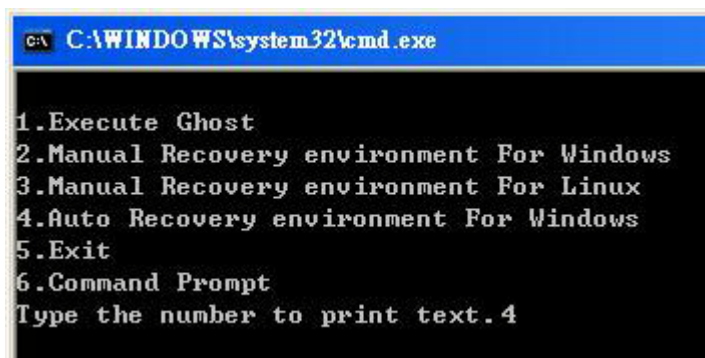 C:\WINDOWS\system32\cmd.exe
1.Execute Ghost
2.Manual Recovery environment For Windows
3.Manual Recovery environment For Linux
4.Auto Recovery environment For Windows
5.Exit
6.Command Prompt
Type the number to print text.4